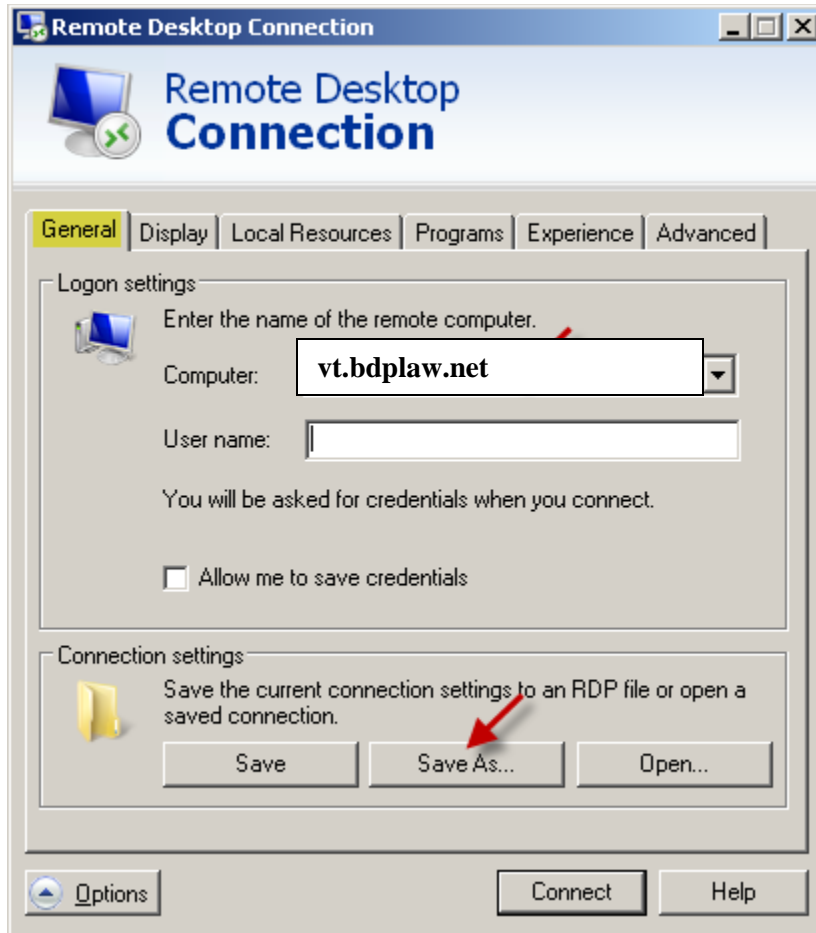 Remote Desktop Connection
Remote Desktop
Connection
General Display Local Resources Programs Experience Advanced
Logon settings
Enter the name of the remote computer.
Computer: vt.bdplaw.net
User name:
You will be asked for credentials when you connect.
Allow me to save credentials
Connection settings
Save the current connection settings to an RDP file or open a
saved connection.
Save Save As... Open...
Options Connect Help